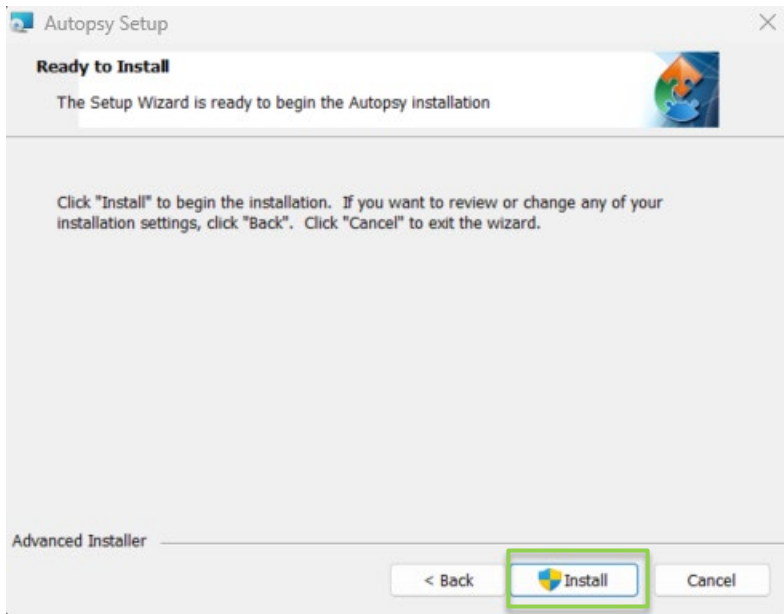 Autopsy Setup
Ready to Install
The Setup Wizard is ready to begin the Autopsy installation
Click "Install" to begin the installation.  If you want to review or change any of your
installation settings, click "Back".  Click "Cancel" to exit the wizard.
Advanced Installer
< Back Install Cancel